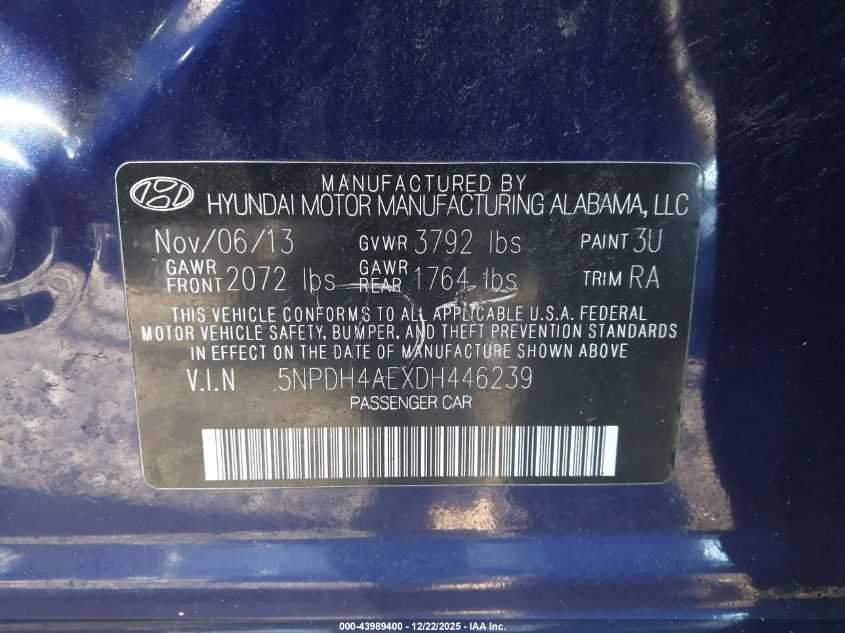 MANUFACTURED BY
HYUNDAI MOTOR MANUFACTURING ALABAMA, LLC
Nov/06/13 GVWR 3792 lbs PAINT 3U
GAWR FRONT 2072 lbs GAWR REAR 1764 lbs TRIM RA
THIS VEHICLE CONFORMS TO ALL APPLICABLE U.S.A. FEDERAL
MOTOR VEHICLE SAFETY, BUMPER, AND THEFT PREVENTION STANDARDS
IN EFFECT ON THE DATE OF MANUFACTURE SHOWN ABOVE
V.I.N 5NPDH4AEXDH446239
PASSENGER CAR
000-43989400 - 12/22/2025 - IAA Inc.